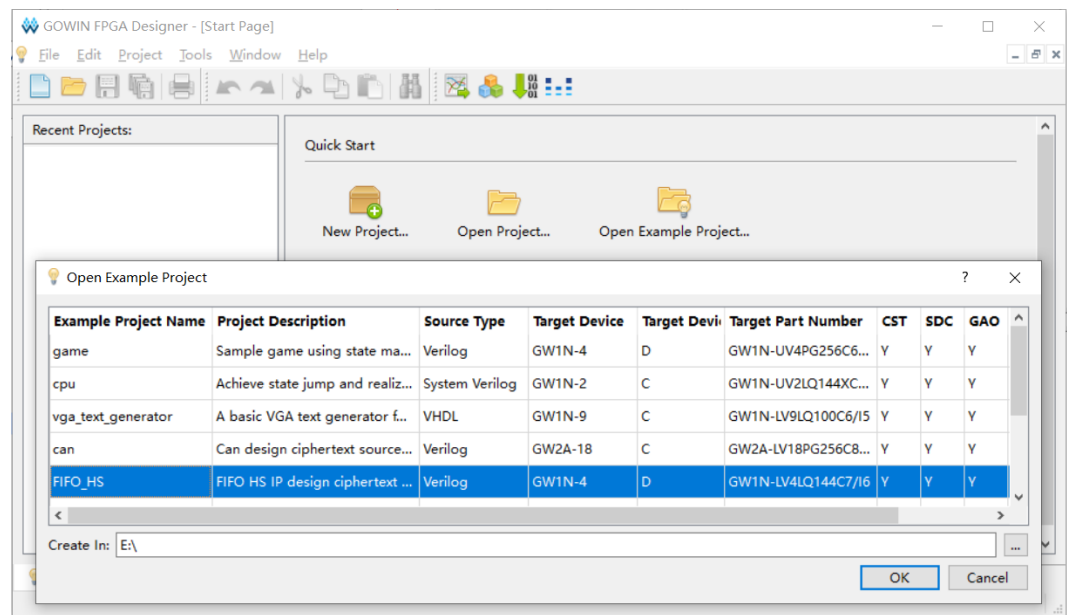 GOWIN FPGA Designer - [Start Page]
File Edit Project Tools Window Help
Recent Projects:
Quick Start
New Project... Open Project... Open Example Project...
Open Example Project
Example Project Name Project Description Source Type Target Device Target Devi Target Part Number CST SDC GAO
game Sample game using state ma... Verilog GW1N-4 D GW1N-UV4PG256C6... Y Y Y
cpu Achieve state jump and realiz... System Verilog GW1N-2 C GW1N-UV2LQ144XC... Y Y Y
vga_text_generator A basic VGA text generator f... VHDL GW1N-9 C GW1N-LV9LQ100C6/I5 Y Y Y
can Can design ciphertext source... Verilog GW2A-18 C GW2A-LV18PG256C8... Y Y Y
FIFO_HS FIFO HS IP design ciphertext ... Verilog GW1N-4 D GW1N-LV4LQ144C7/I6 Y Y Y
Create In: E:\ ...
OK Cancel